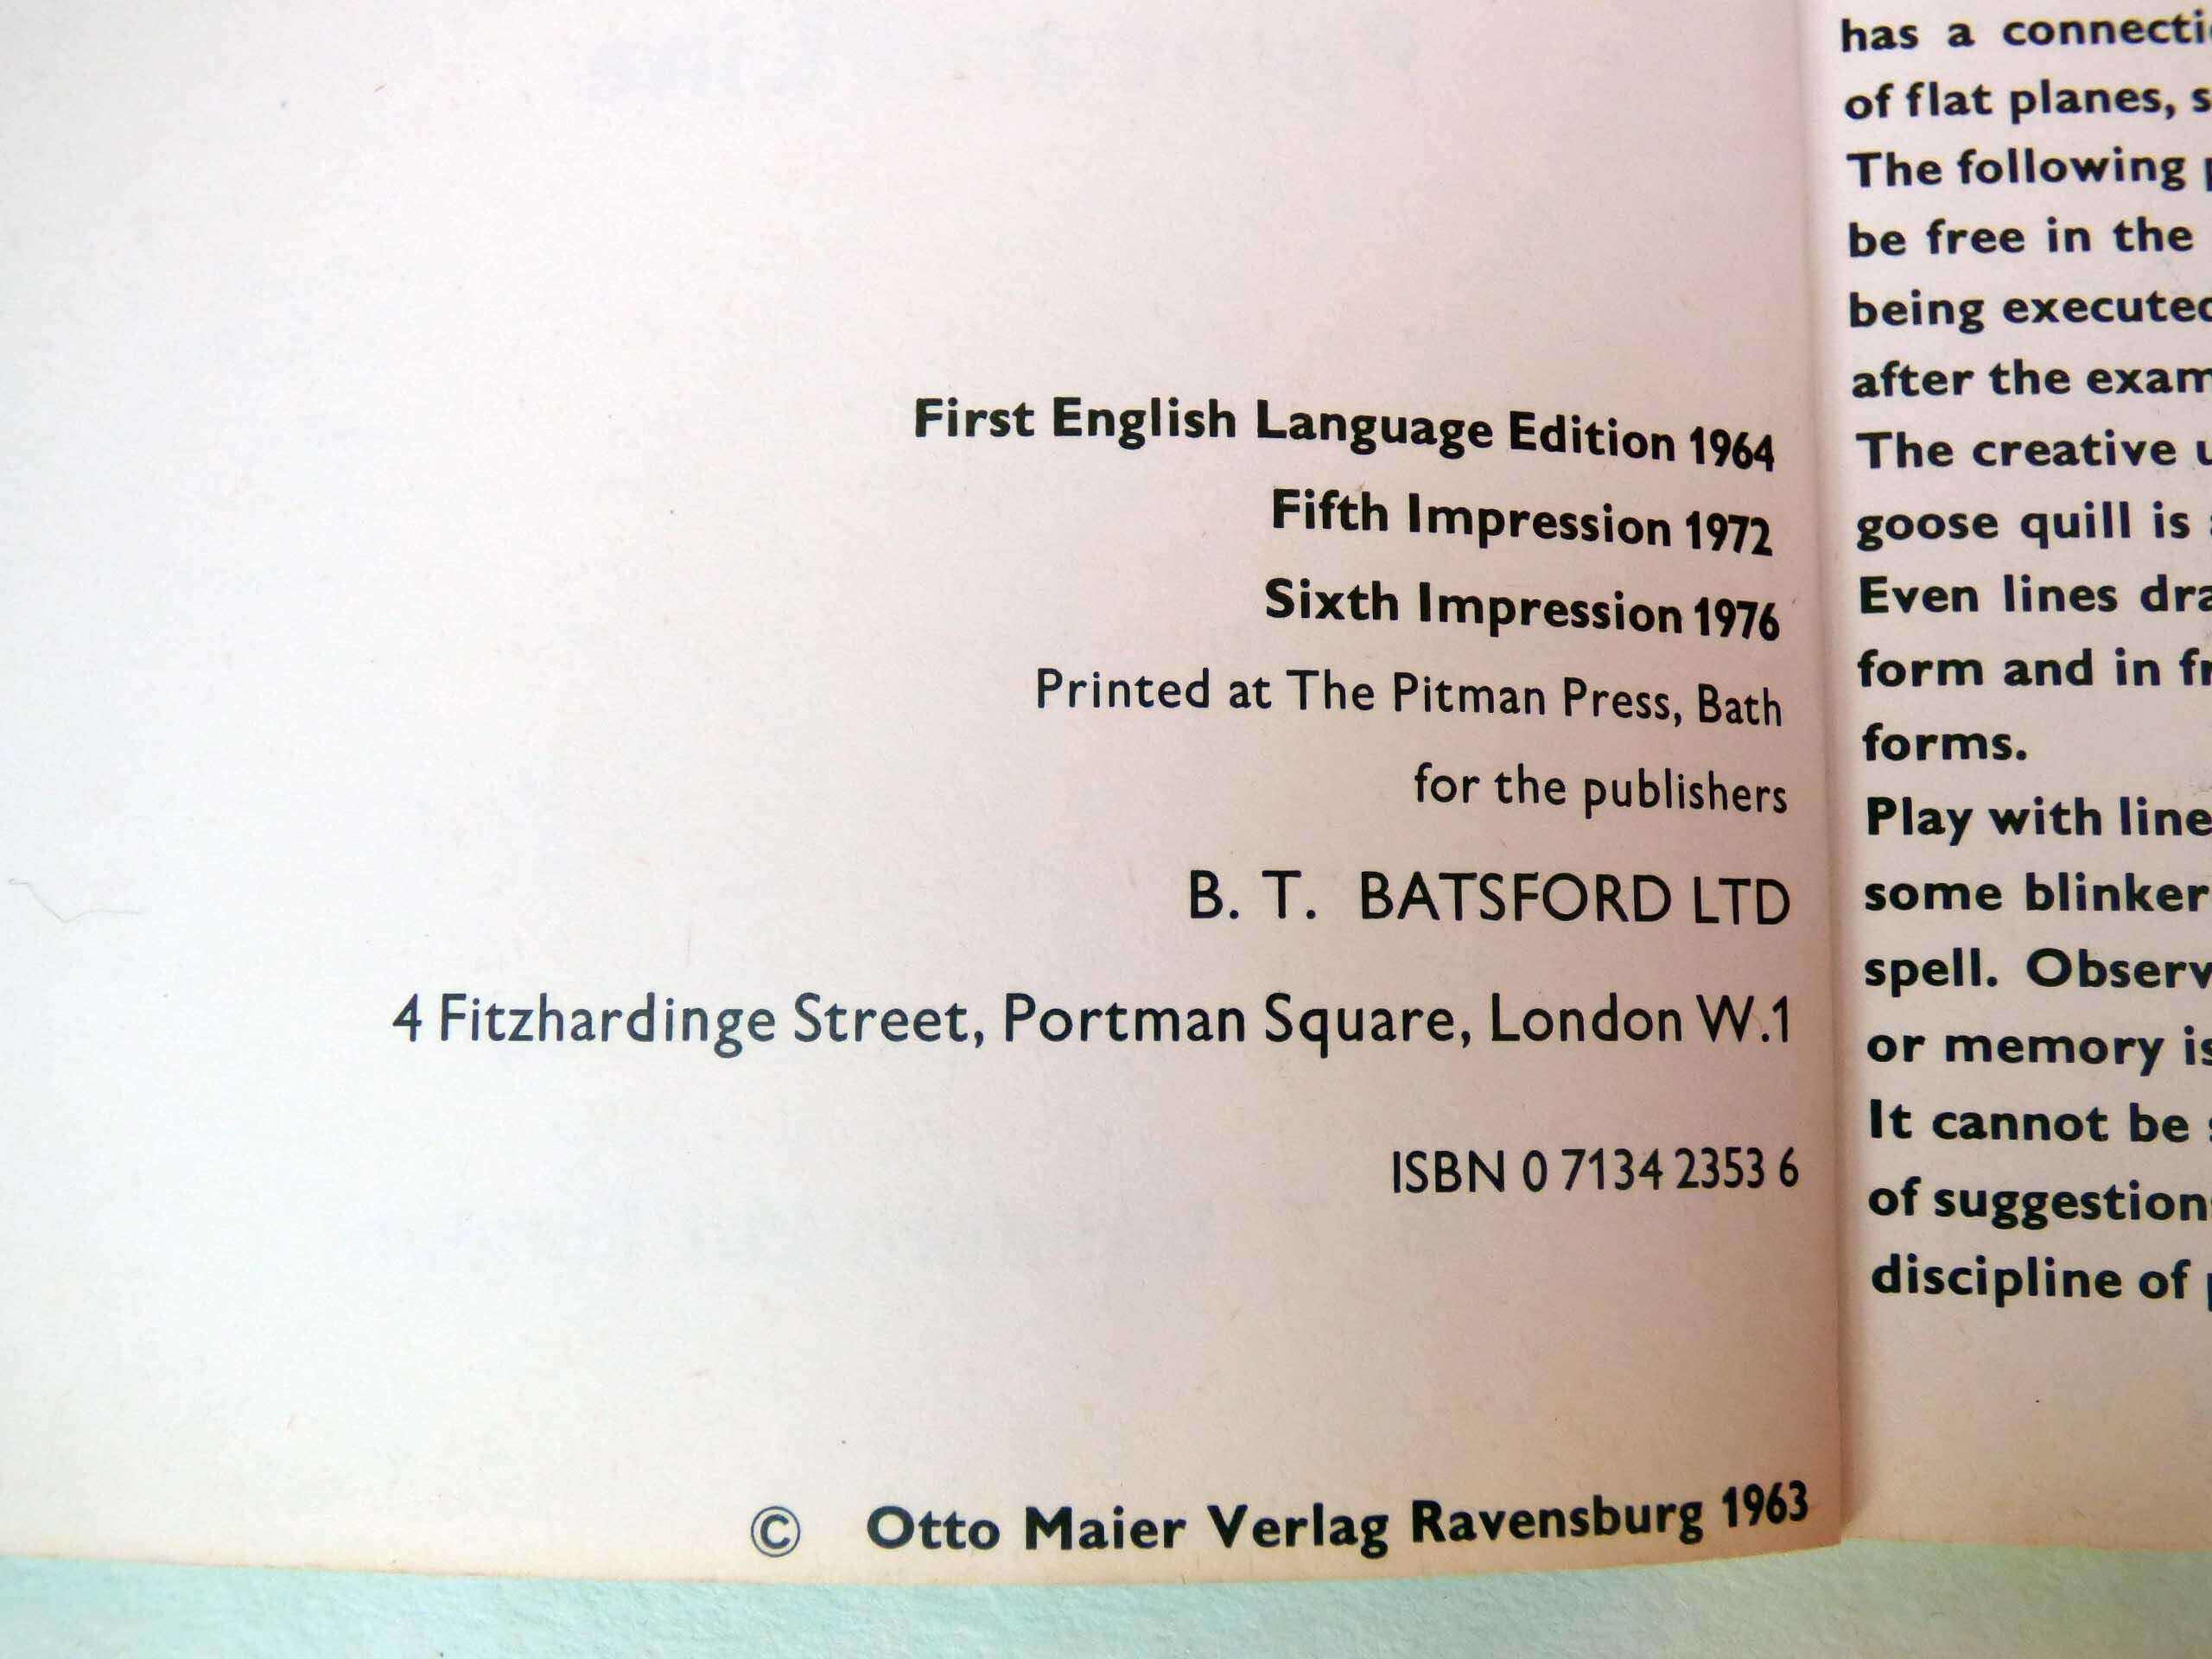 First English Language Edition 1964
Fifth Impression 1972
Sixth Impression 1976
Printed at The Pitman Press, Bath
for the publishers
B. T. BATSFORD LTD
4 Fitzhardinge Street, Portman Square, London W.1
ISBN 0 7134 2353 6
© Otto Maier Verlag Ravensburg 1963
has a
of flat planes,
The following
be free in the
being
after the
The creative
goose quill is
Even lines
form and in
forms.
Play with
some
spell.
or memory
It cannot be
of
discipline of